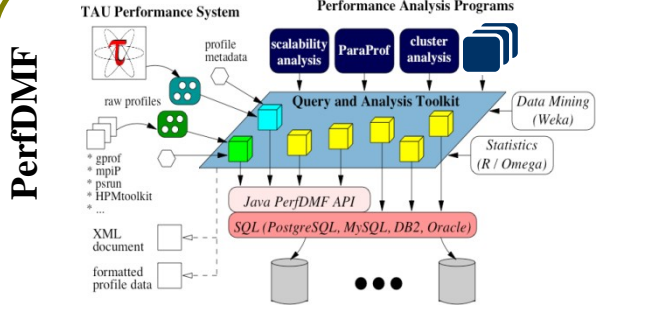 PerfDMF
TAU Performance System
Performance Analysis Programs
τ
profile
metadata
scalability
analysis
ParaProf
cluster
analysis
raw profiles
Query and Analysis Toolkit
Data Mining
(Weka)
Statistics
(R / Omega)
* gprof
* mpiP
* psrun
* HPMtoolkit
* ...
Java PerfDMF API
SQL (PostgreSQL, MySQL, DB2, Oracle)
XML
document
formatted
profile data